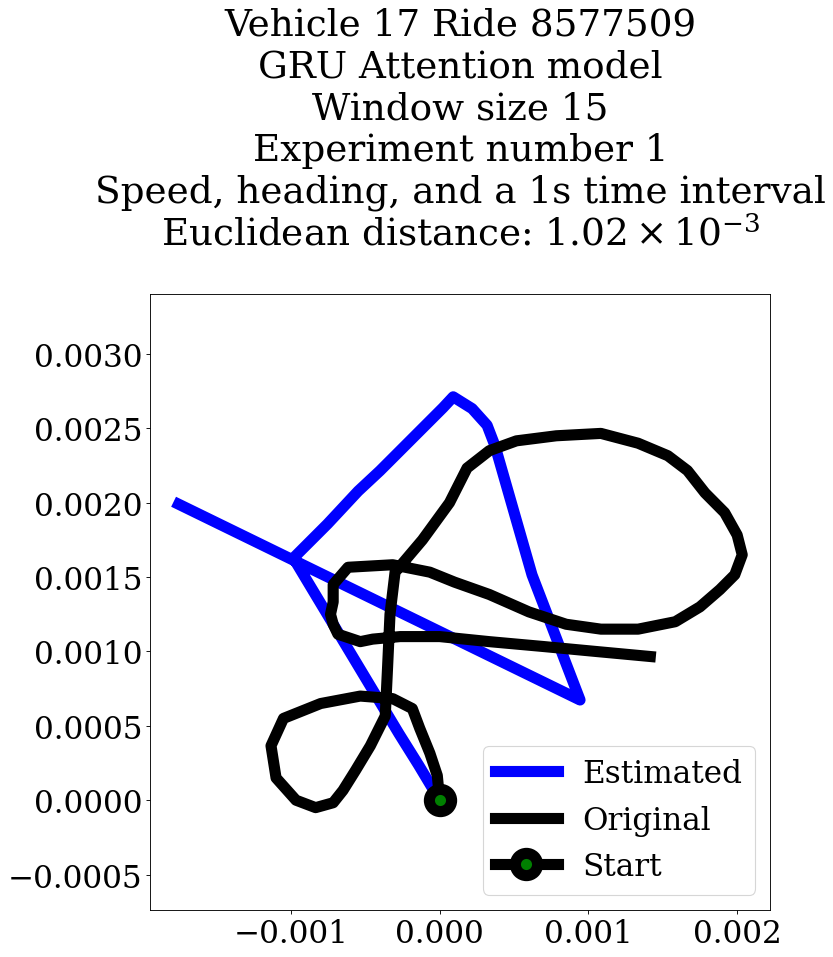 Vehicle 17 Ride 8577509
GRU Attention model
Window size 15
Experiment number 1
Speed, heading, and a 1s time interval
Euclidean distance: 1.02 × 10⁻³
0.0030
0.0025
0.0020
0.0015
0.0010
0.0005
0.0000
−0.0005
Estimated
Original
Start
−0.001 0.000 0.001 0.002